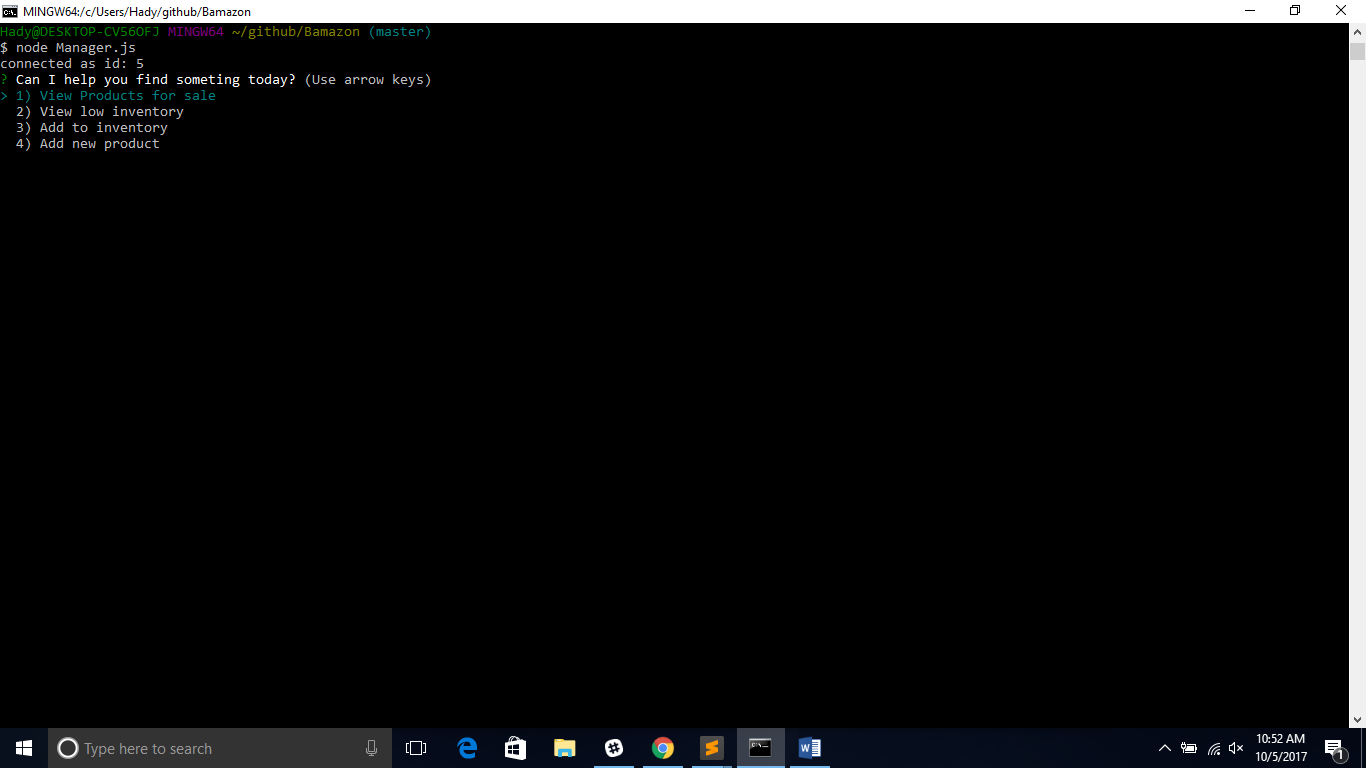 MINGW64:/c/Users/Hady/github/Bamazon
Hady@DESKTOP-CV56OFJ MINGW64 ~/github/Bamazon (master)
$ node Manager.js
connected as id: 5
? Can I help you find someting today? (Use arrow keys)
> 1) View Products for sale
2) View low inventory
3) Add to inventory
4) Add new product
Type here to search
10:52 AM
10/5/2017
1